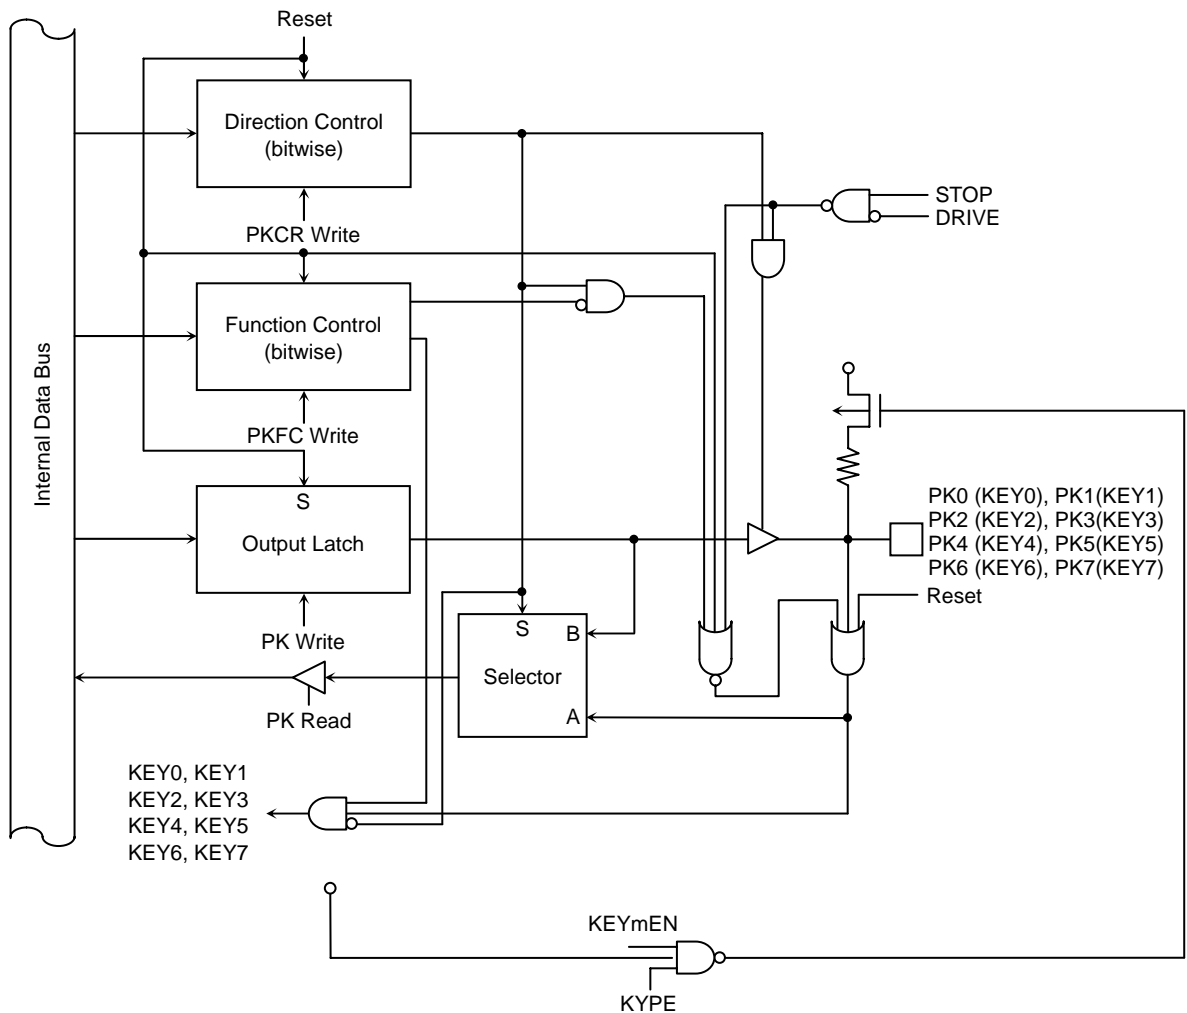 Reset
Direction Control
(bitwise)
STOP
DRIVE
PKCR Write
Internal Data Bus
Function Control
(bitwise)
PKFC Write
S
Output Latch
PK0 (KEY0), PK1(KEY1)
PK2 (KEY2), PK3(KEY3)
PK4 (KEY4), PK5(KEY5)
PK6 (KEY6), PK7(KEY7)
Reset
PK Write
S
B
Selector
A
PK Read
KEY0, KEY1
KEY2, KEY3
KEY4, KEY5
KEY6, KEY7
KEYmEN
KYPE